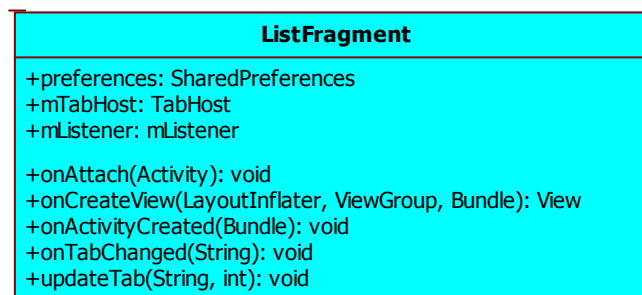 ListFragment
+preferences: SharedPreferences
+mTabHost: TabHost
+mListener: mListener
+onAttach(Activity): void
+onCreateView(LayoutInflater, ViewGroup, Bundle): View
+onActivityCreated(Bundle): void
+onTabChanged(String): void
+updateTab(String, int): void